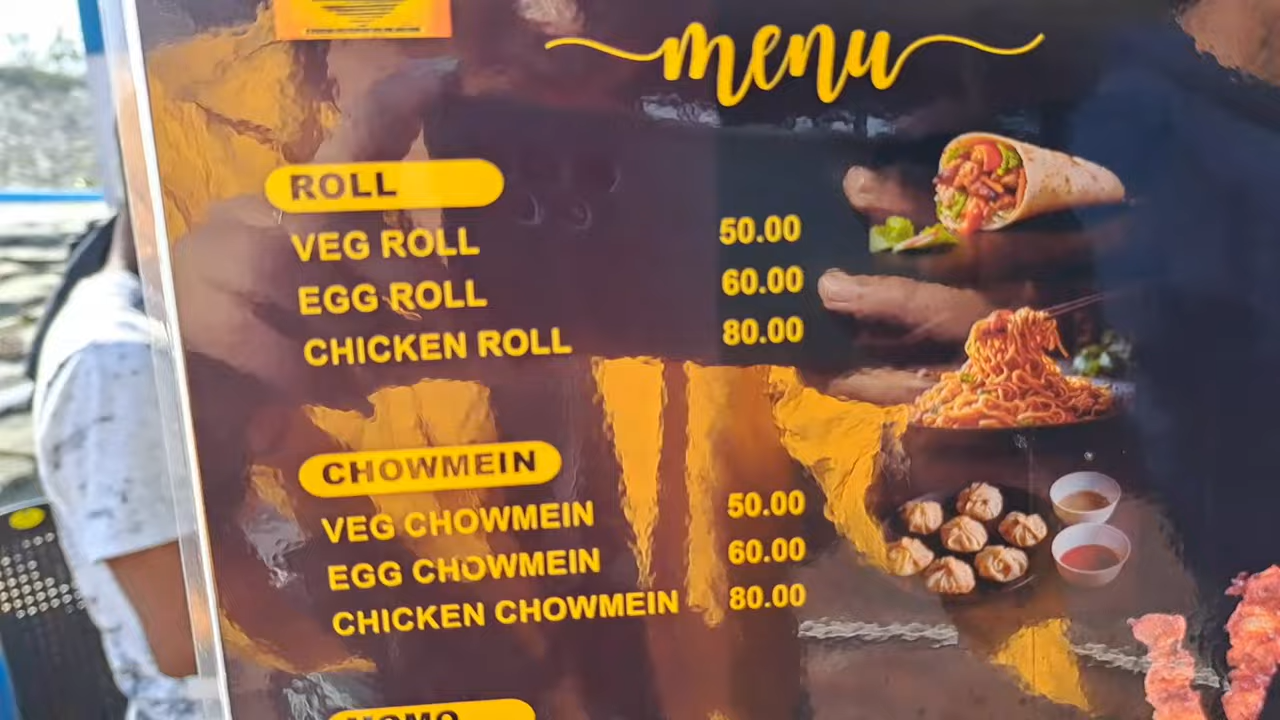 menu
ROLL
VEG ROLL 50.00
EGG ROLL 60.00
CHICKEN ROLL 80.00
CHOWMEIN
VEG CHOWMEIN 50.00
EGG CHOWMEIN 60.00
CHICKEN CHOWMEIN 80.00
MOMO